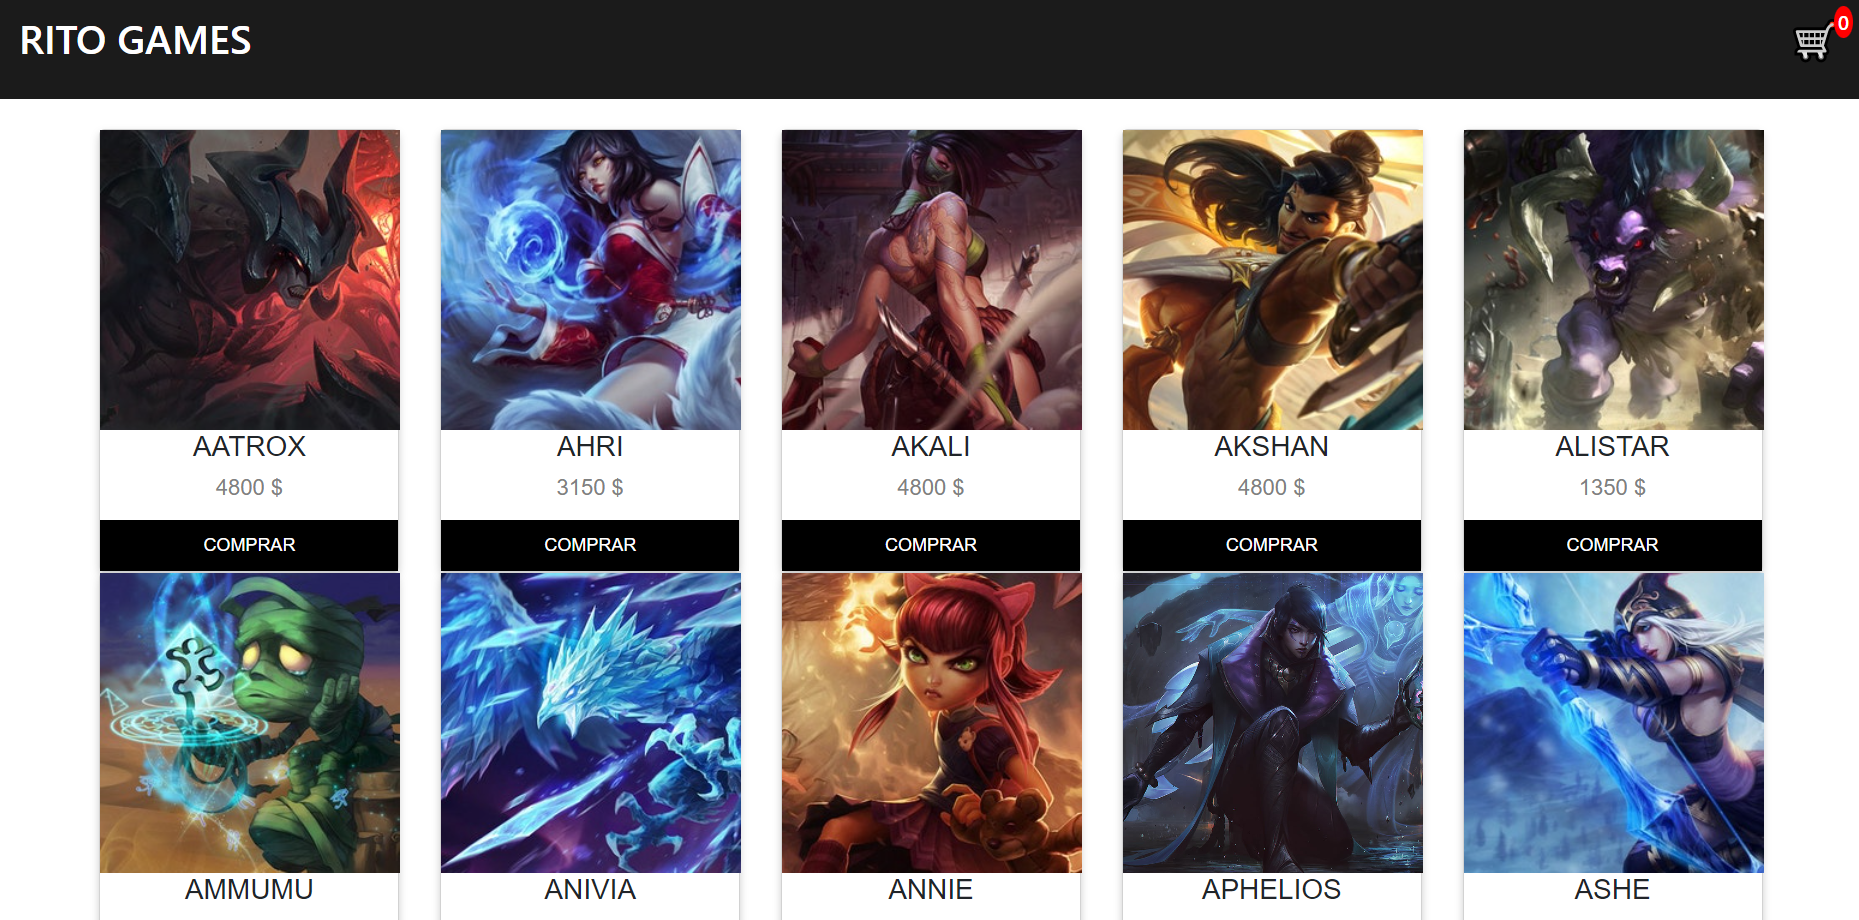 RITO GAMES
0
AATROX
4800 $
COMPRAR
AHRI
3150 $
COMPRAR
AKALI
4800 $
COMPRAR
AKSHAN
4800 $
COMPRAR
ALISTAR
1350 $
COMPRAR
AMMUMU
ANIVIA
ANNIE
APHELIOS
ASHE